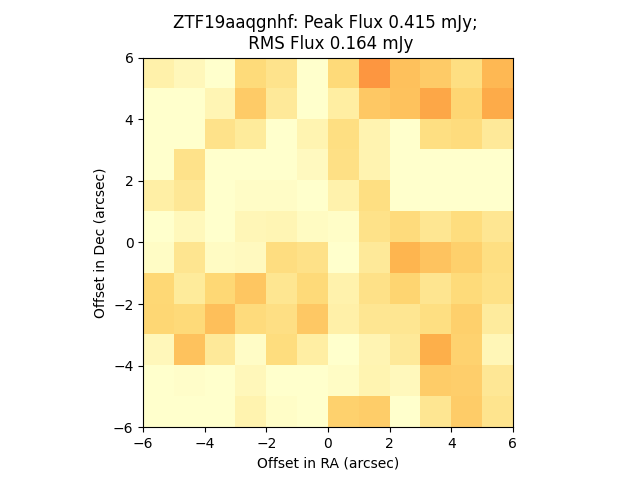 ZTF19aaqgnhf: Peak Flux 0.415 mJy;
RMS Flux 0.164 mJy
6
4
2
0
−2
−4
−6
Offset in Dec (arcsec)
−6 −4 −2 0 2 4 6
Offset in RA (arcsec)